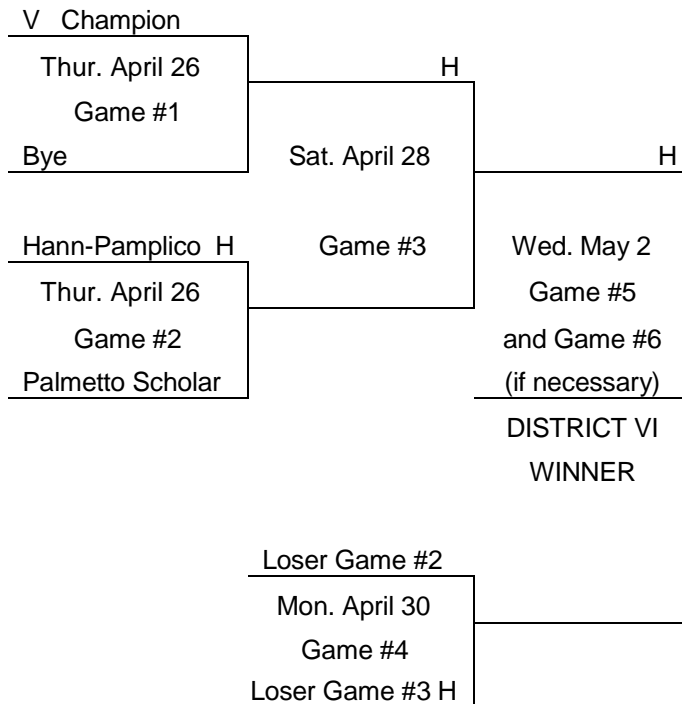 V Champion
Thur. April 26
Game #1
Bye
H
Sat. April 28
Game #3
H
Hann-Pamplico H
Thur. April 26
Game #2
Palmetto Scholar
Wed. May 2
Game #5
and Game #6
(if necessary)
DISTRICT VI
WINNER
Loser Game #2
Mon. April 30
Game #4
Loser Game #3 H